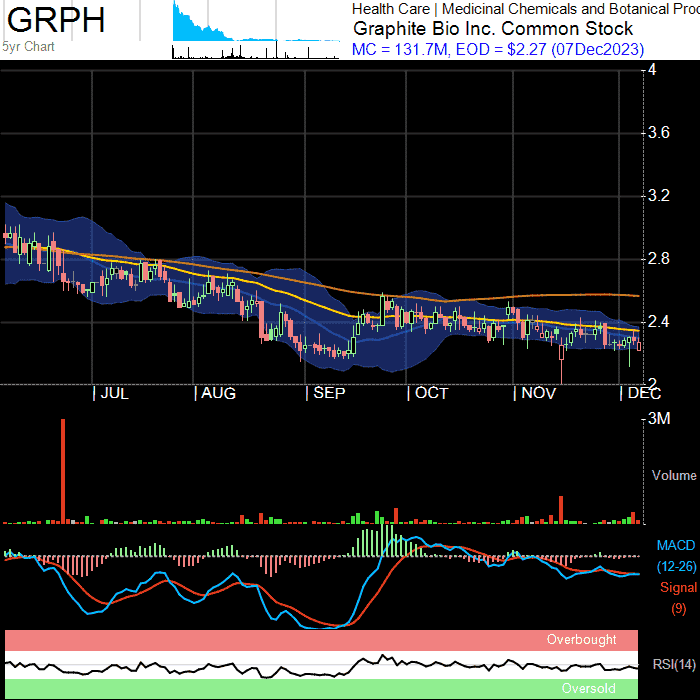 GRPH
5yr Chart
Health Care | Medicinal Chemicals and Botanical Proc
Graphite Bio Inc. Common Stock
MC = 131.7M, EOD = $2.27 (07Dec2023)
4
3.6
3.2
2.8
2.4
2
| JUL
| AUG
| SEP
| OCT
| NOV
| DEC
3M
Volume
MACD
(12-26)
Signal
(9)
Overbought
RSI(14)
Oversold